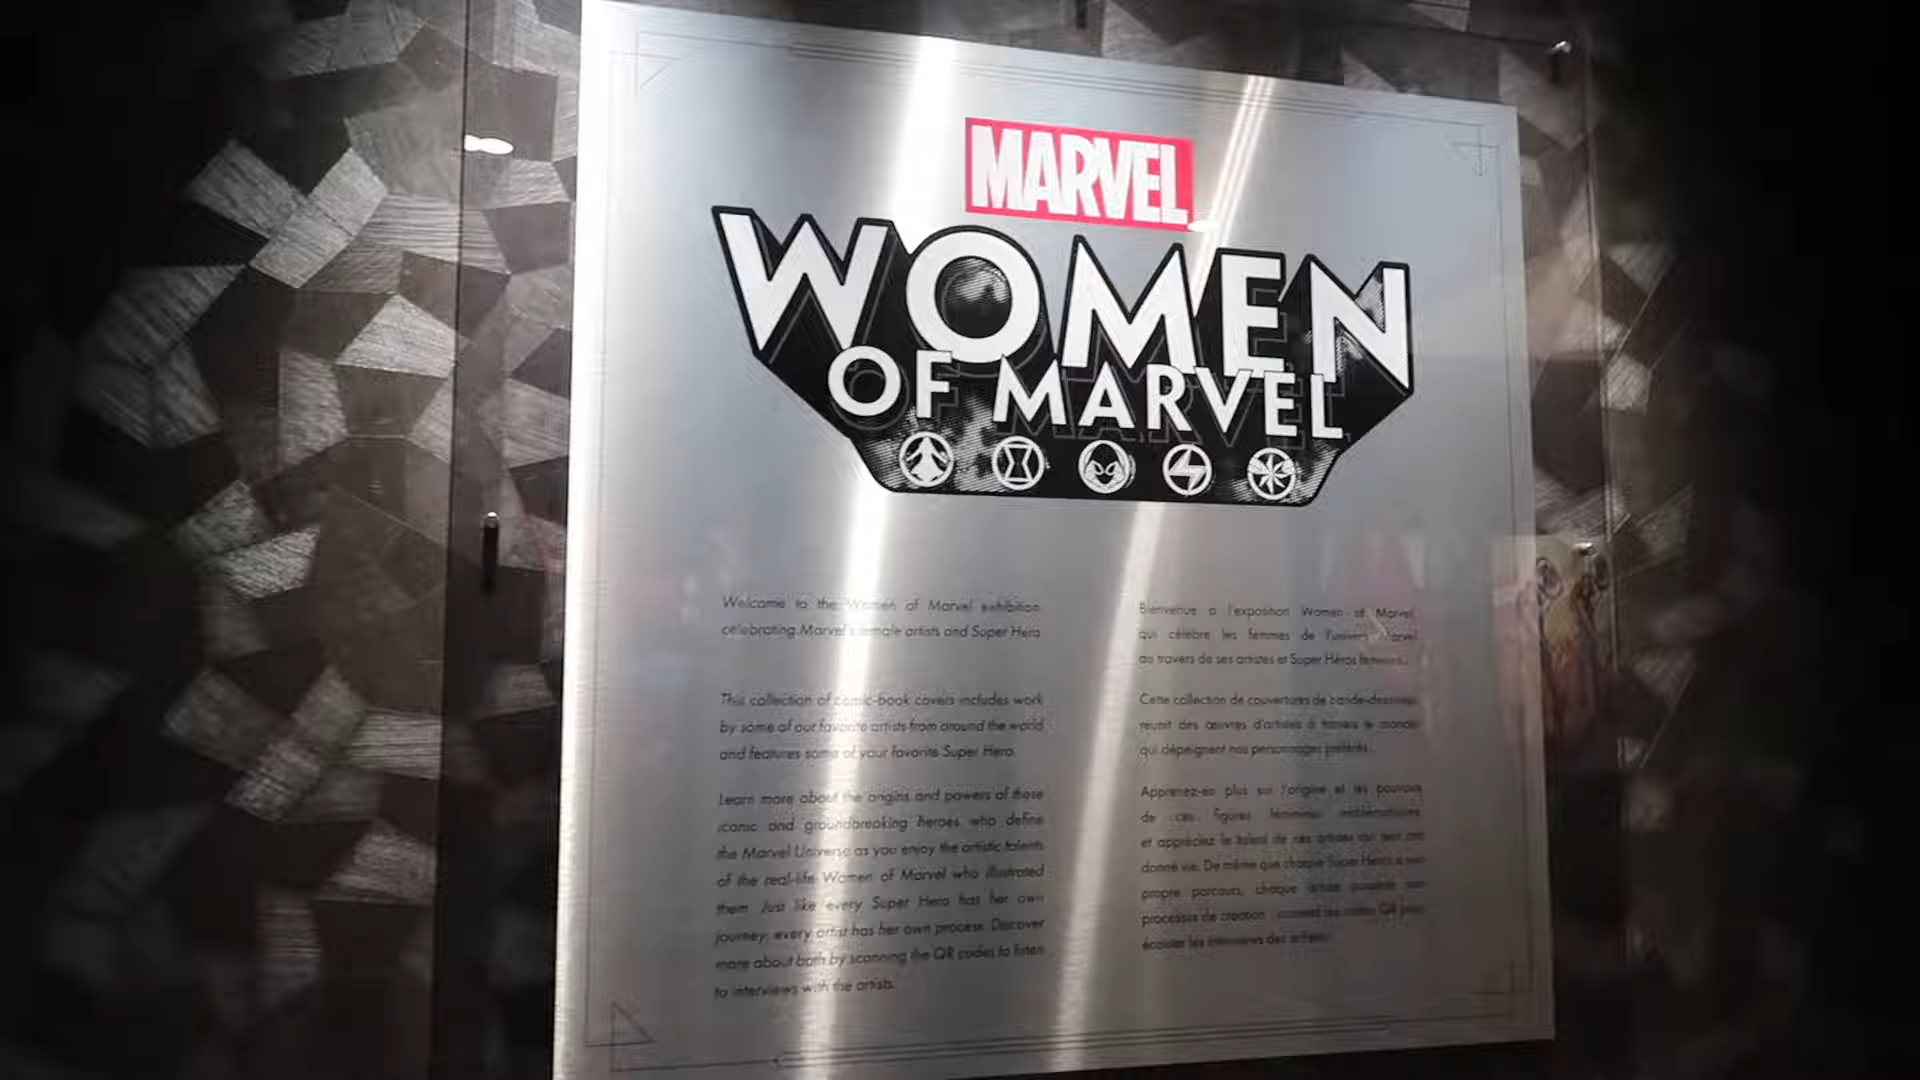 MARVEL
WOMEN
OF MARVEL
Welcome to the Women of Marvel exhibition
celebrating Marvel's female artists and Super Hero
This collection of comic-book covers includes work
by some of our favorite artists from around the world
and features some of your favorite Super Hero.
Learn more about the origins and powers of these
iconic and groundbreaking heroes who define
the Marvel Universe as you enjoy the artistic talents
of the real-life Women of Marvel who illustrated
them. Just like every Super Hero has her own
journey, every artist has her own process. Discover
more about both by scanning the QR codes to listen
to interviews with the artists.
Bienvenue à l'exposition Women of Marvel,
qui célèbre les femmes de l'univers Marvel
au travers de ses artistes et Super Héros
Cette collection de couvertures de bande-dessinée
réunit des œuvres d'artistes à travers le monde
qui dépeignent nos personnages préférés.
Apprenez-en plus sur l'origine et les pouvoirs
de ces figures féminines emblématiques,
et appréciez le talent de ces artistes qui leur ont
donné vie. De même que chaque Super Héros a son
propre parcours, chaque artiste possède son
processus de création : scannez les codes QR pour
écouter les interviews des artistes.